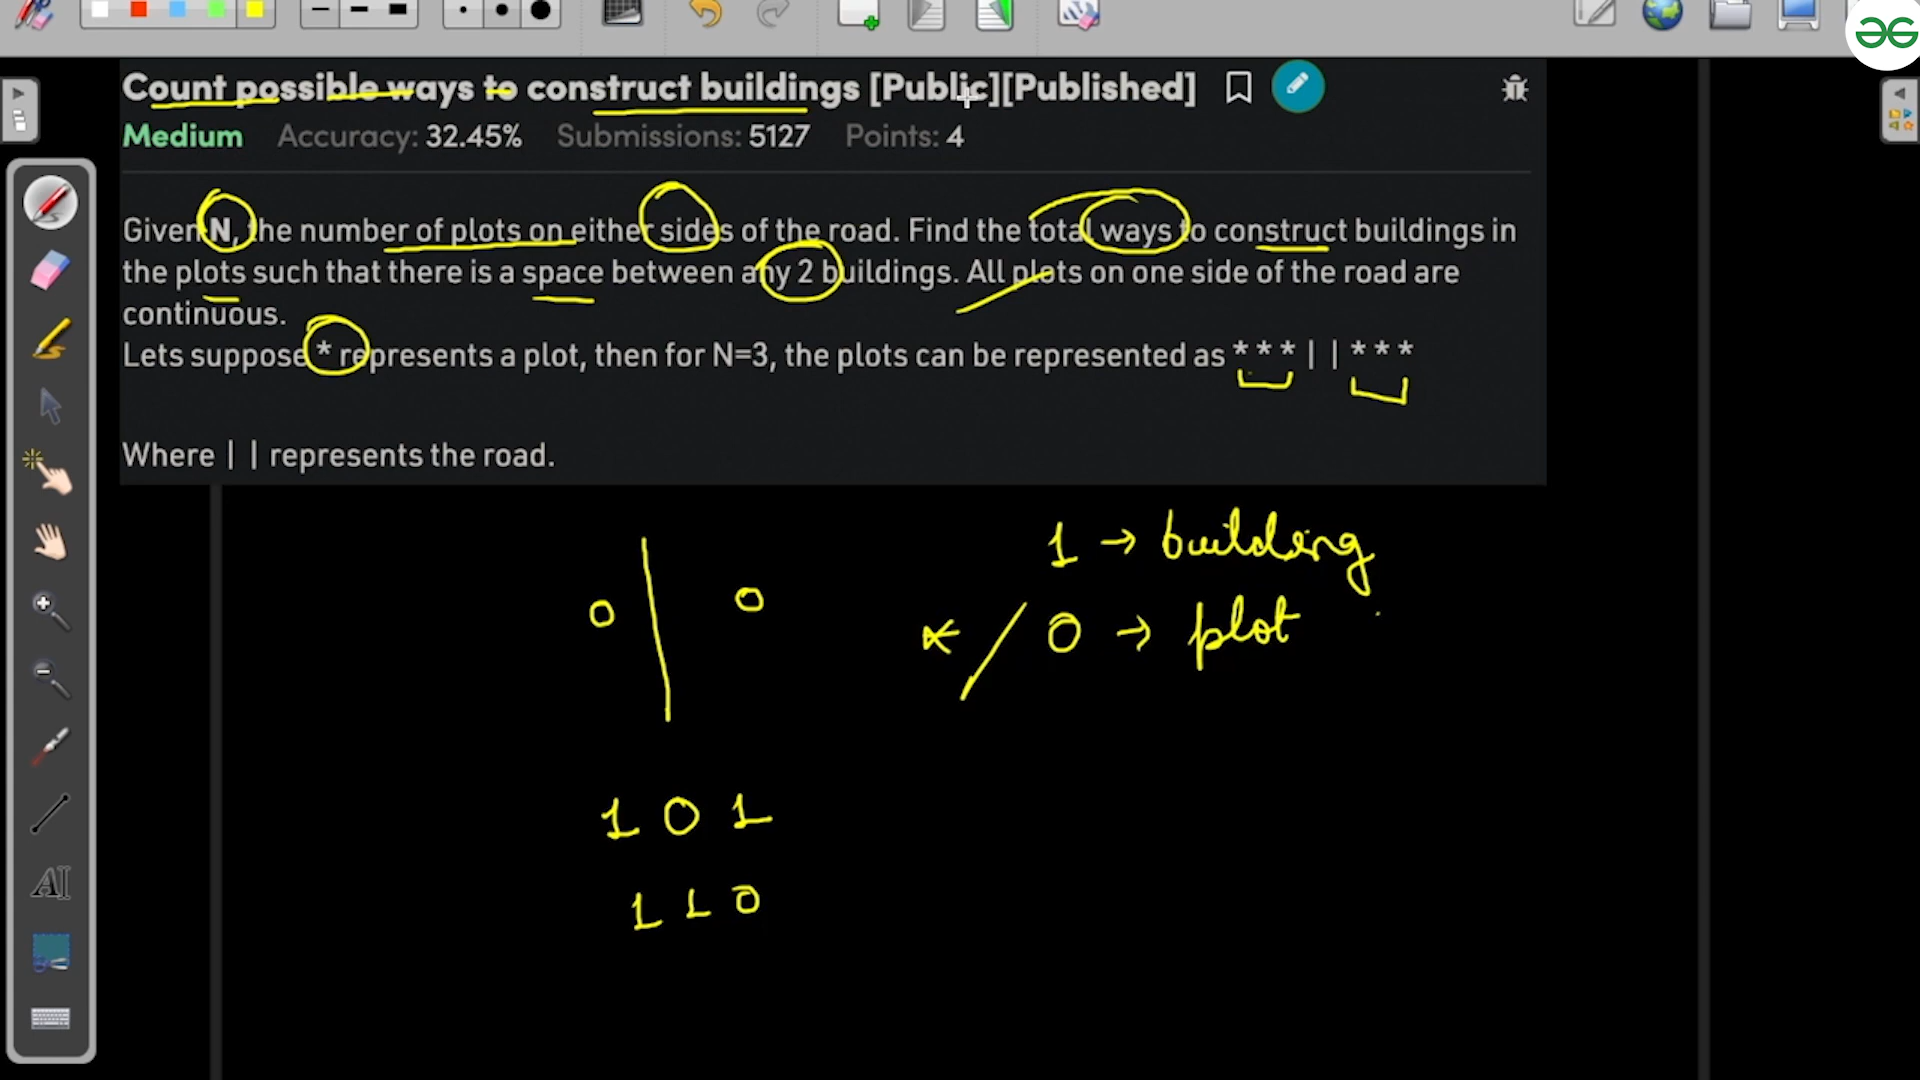 Count possible ways to construct buildings [Public][Published]
Medium Accuracy: 32.45% Submissions: 5127 Points: 4
Given N, the number of plots on either sides of the road. Find the total ways to construct buildings in
the plots such that there is a space between any 2 buildings. All plots on one side of the road are
continuous.
Lets suppose * represents a plot, then for N=3, the plots can be represented as * * * | | * * *
Where | | represents the road.
1 → building
0 | 0
* / 0 → plot
1 0 1
1 1 0
AI